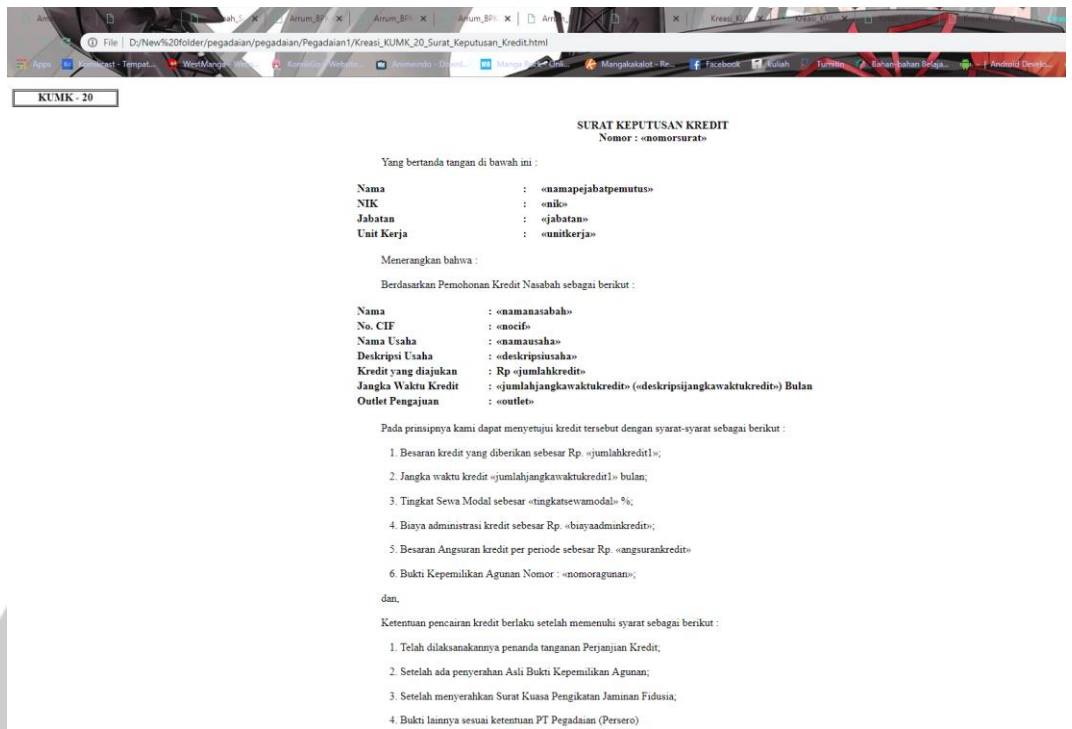 File | D:/New%20folder/pegadaian/pegadaian/Pegadaian1/Kreasi_KUMK_20_Surat_Keputusan_Kredit.html
Apps
WestManga
Facebook
kuliah
Turnitin
Bahan-bahan Belaja...
KUMK - 20
SURAT KEPUTUSAN KREDIT
Nomor : «nomorsurat»
Yang bertanda tangan di bawah ini :
Nama : «namapejabatpemutus»
NIK : «nik»
Jabatan : «jabatan»
Unit Kerja : «unitkerja»
Menerangkan bahwa :
Berdasarkan Pemohonan Kredit Nasabah sebagai berikut :
Nama : «namanasabah»
No. CIF : «nocif»
Nama Usaha : «namausaha»
Deskripsi Usaha : «deskripsiusaha»
Kredit yang diajukan : Rp «jumlahkredit»
Jangka Waktu Kredit : «jumlahjangkawaktukredit» («deskripsijangkawaktukredit») Bulan
Outlet Pengajuan : «outlet»
Pada prinsipnya kami dapat menyetujui kredit tersebut dengan syarat-syarat sebagai berikut :
1. Besaran kredit yang diberikan sebesar Rp. «jumlahkredit1»;
2. Jangka waktu kredit «jumlahjangkawaktukredit1» bulan;
3. Tingkat Sewa Modal sebesar «tingkatsewamodal» %;
4. Biaya administrasi kredit sebesar Rp. «biayaadminkredit»;
5. Besaran Angsuran kredit per periode sebesar Rp. «angsurankredit»
6. Bukti Kepemilikan Agunan Nomor : «nomoragunan»;
dan,
Ketentuan pencairan kredit berlaku setelah memenuhi syarat sebagai berikut :
1. Telah dilaksanakannya penanda tanganan Perjanjian Kredit;
2. Setelah ada penyerahan Asli Bukti Kepemilikan Agunan;
3. Setelah menyerahkan Surat Kuasa Pengikatan Jaminan Fidusia;
4. Bukti lainnya sesuai ketentuan PT Pegadaian (Persero)